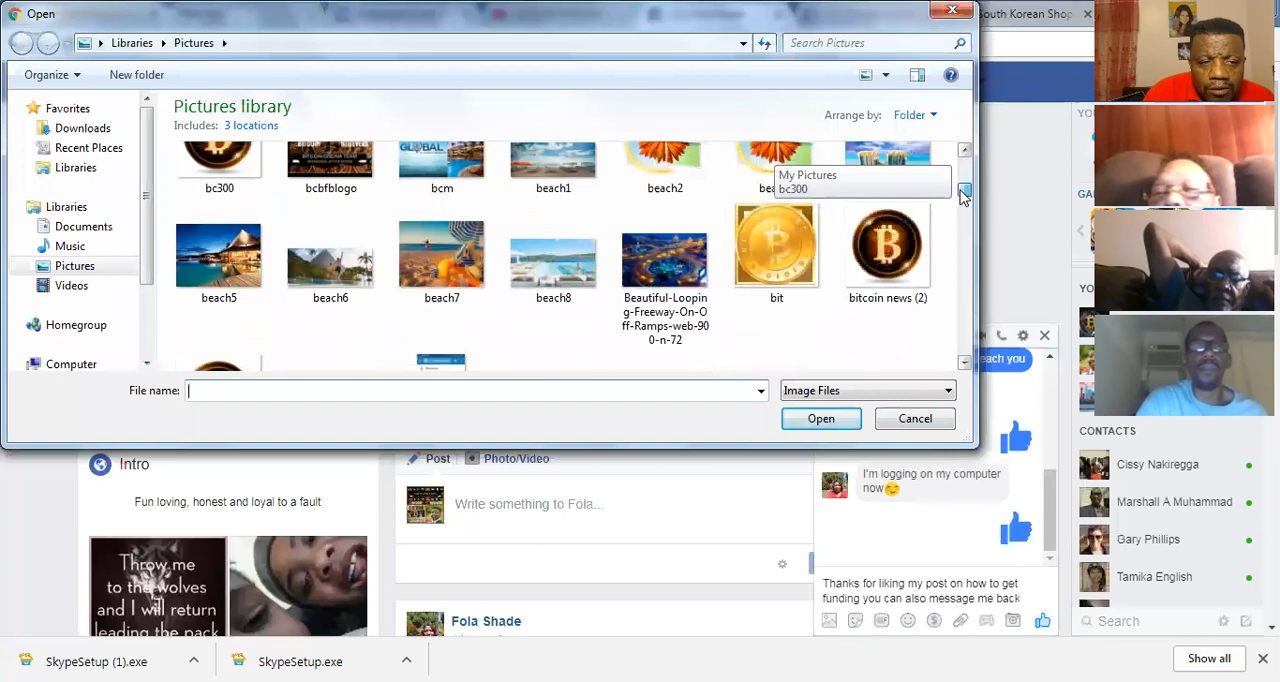 Open
South Korean Shop
Libraries
Pictures
Search Pictures
Organize
New folder
Favorites
Downloads
Recent Places
Libraries
Libraries
Documents
Music
Pictures
Videos
Homegroup
Computer
Pictures library
Includes: 3 locations
Arrange by: Folder
bc300
bcbfblogo
bcm
beach1
beach2
My Pictures
bc300
beach5
beach6
beach7
beach8
Beautiful-Loopin
g-Freeway-On-O
ff-Ramps-web-90
0-n-72
bit
bitcoin news (2)
File name:
Image Files
Open
Cancel
Intro
Fun loving, honest and loyal to a fault
Throw me
to the wolves
and I will return
leading the pack
Post
Photo/Video
Write something to Fola...
Fola Shade
each you
I'm logging on my computer
now
Thanks for liking my post on how to
get funding you can also message me back
CONTACTS
Cissy Nakiregga
Marshall A Muhammad
Gary Phillips
Tamika English
Search
SkypeSetup (1).exe
SkypeSetup.exe
Show all